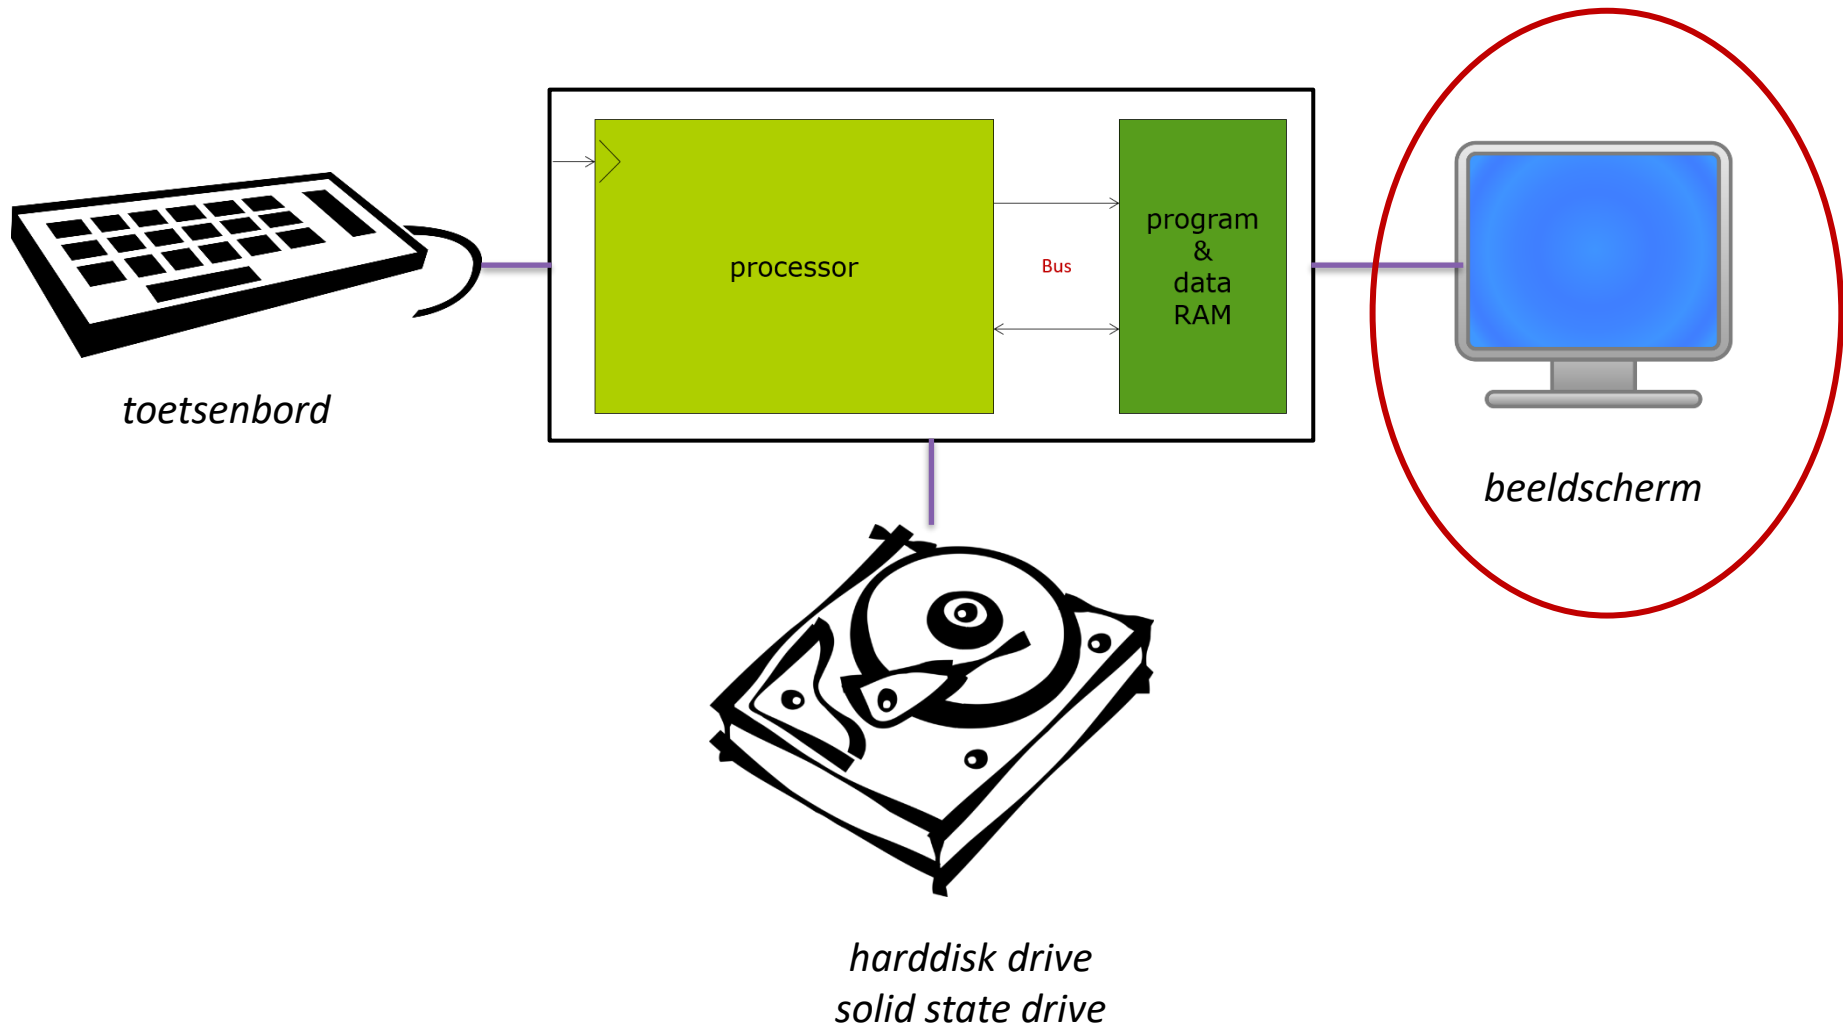 toetsenbord
processor
Bus
program
&
data
RAM
beeldscherm
harddisk drive
solid state drive